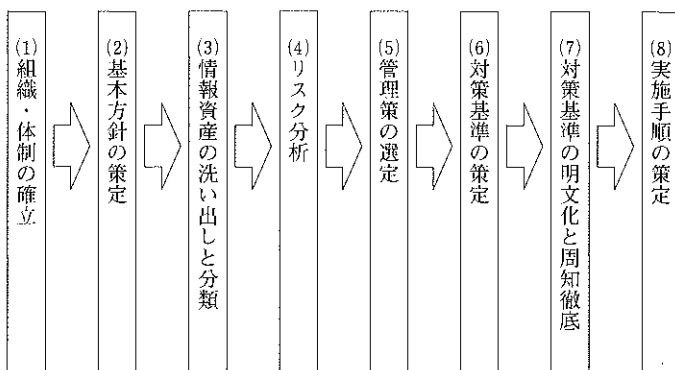 (1)組織・体制の確立
(2)基本方針の策定
(3)情報資産の洗い出しと分類
(4)リスク分析
(5)管理策の選定
(6)対策基準の策定
(7)対策基準の明文化と周知徹底
(8)実施手順の策定